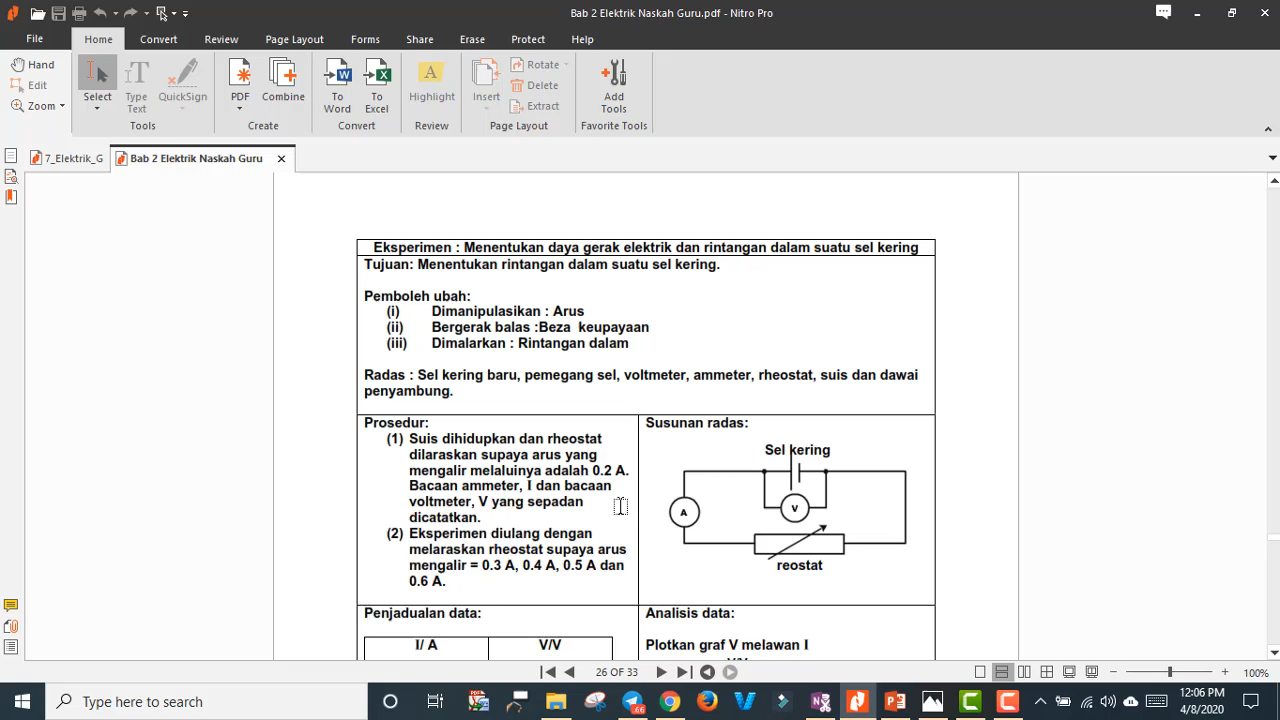 Bab 2 Elektrik Naskah Guru.pdf - Nitro Pro
File Home Convert Review Page Layout Forms Share Erase Protect Help
Hand
Edit
Zoom
Select
Type Text
QuickSign
Tools
PDF
Combine
Create
To Word
To Excel
Convert
Highlight
Review
Insert
Rotate
Delete
Extract
Page Layout
Add Tools
Favorite Tools
7_Elektrik_G
Bab 2 Elektrik Naskah Guru
Eksperimen : Menentukan daya gerak elektrik dan rintangan dalam suatu sel kering
Tujuan: Menentukan rintangan dalam suatu sel kering.
Pemboleh ubah:
(i) Dimanipulasikan : Arus
(ii) Bergerak balas :Beza keupayaan
(iii) Dimalarkan : Rintangan dalam
Radas : Sel kering baru, pemegang sel, voltmeter, ammeter, rheostat, suis dan dawai
penyambung.
Prosedur:
(1) Suis dihidupkan dan rheostat
dilaraskan supaya arus yang
mengalir melaluinya adalah 0.2 A.
Bacaan ammeter, I dan bacaan
voltmeter, V yang sepadan
dicatatkan.
(2) Eksperimen diulang dengan
melaraskan rheostat supaya arus
mengalir = 0.3 A, 0.4 A, 0.5 A dan
0.6 A.
Susunan radas:
Sel kering
V
A
reostat
Penjadualan data:
I/ A V/V
Analisis data:
Plotkan graf V melawan I
26 OF 33
100%
Type here to search
66
12:06 PM
4/8/2020